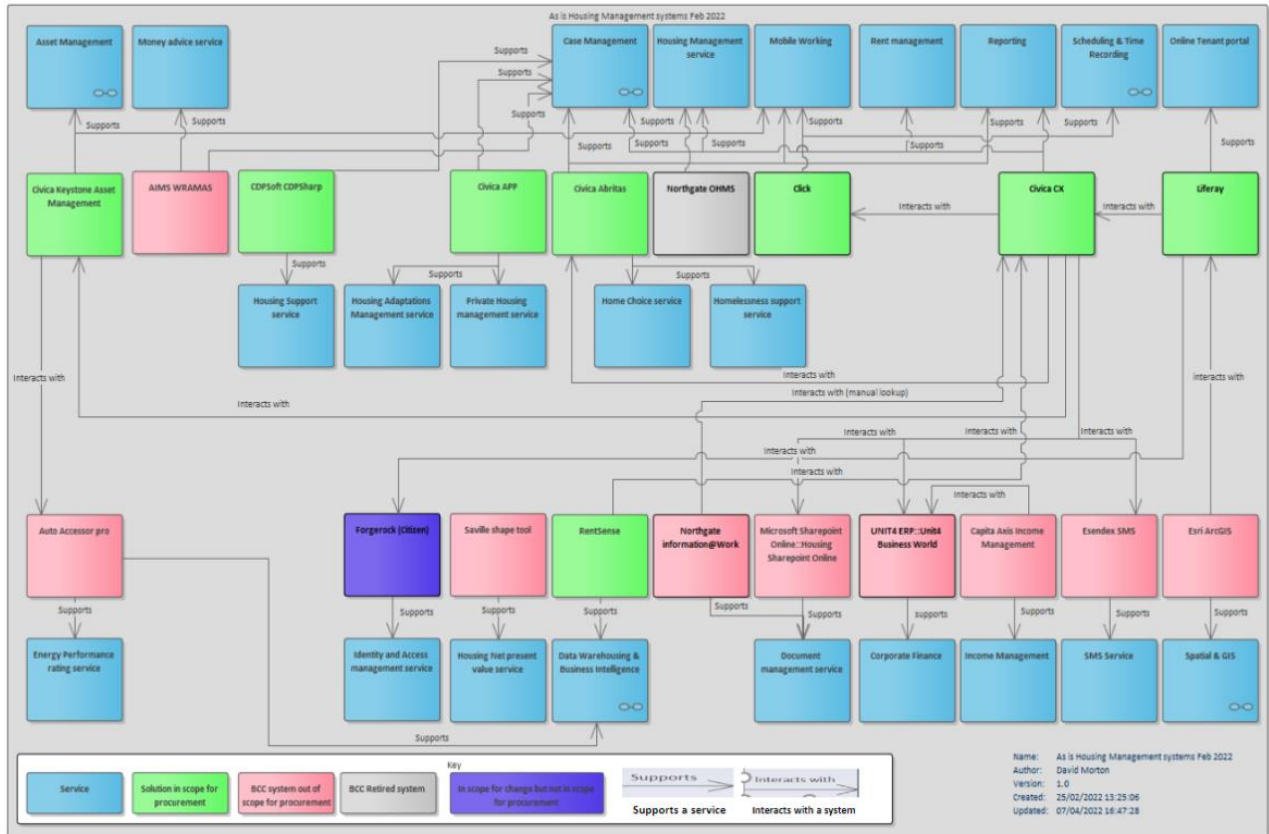 As is Housing Management systems Feb 2022
Asset Management
Money advice service
Case Management
Housing Management
service
Mobile Working
Rent management
Reporting
Scheduling & Time
Recording
Online Tenant portal
Supports
Supports
Supports
Supports
Supports
Supports
Supports
Supports
Supports
Supports
Supports
Supports
Civica Keystone Asset
Management
AIMS WRAMAS
CDPSoft CDPSharp
Civica APP
Civica Abritas
Northgate OHMS
Click
Civica CX
Liferay
Interacts with
Interacts with
Supports
Supports
Supports
Housing Support
service
Housing Adaptations
Management service
Private Housing
management service
Home Choice service
Homelessness support
service
Interacts with
Interacts with
Interacts with (manual lookup)
interacts with
Interacts with
Interacts with
Interacts with
Interacts with
Interacts with
Interacts with
Interacts with
Interacts with
Auto Accessor pro
Forgerock (Citizen)
Saville shape tool
RentSense
Northgate
information@Work
Microsoft Sharepoint
Online::Housing
Sharepoint Online
UNIT4 ERP::Unit4
Business World
Capita Axis Income
Management
Esendex SMS
Esri ArcGIS
Supports
Supports
Supports
Supports
Supports
Supports
supports
Supports
Supports
Supports
Energy Performance
rating service
Identity and Access
management service
Housing Net present
value service
Data Warehousing &
Business Intelligence
Document
management service
Corporate Finance
Income Management
SMS Service
Spatial & GIS
Supports
Key
Service
Solution in scope for
procurement
BCC system out of
scope for procurement
BCC Retired system
In scope for change but not in scope
for procurement
Supports
Supports a service
Interacts with
Interacts with a system
Name: As is Housing Management systems Feb 2022
Author: David Morton
Version: 1.0
Created: 25/02/2022 13:25:06
Updated: 07/04/2022 16:47:28